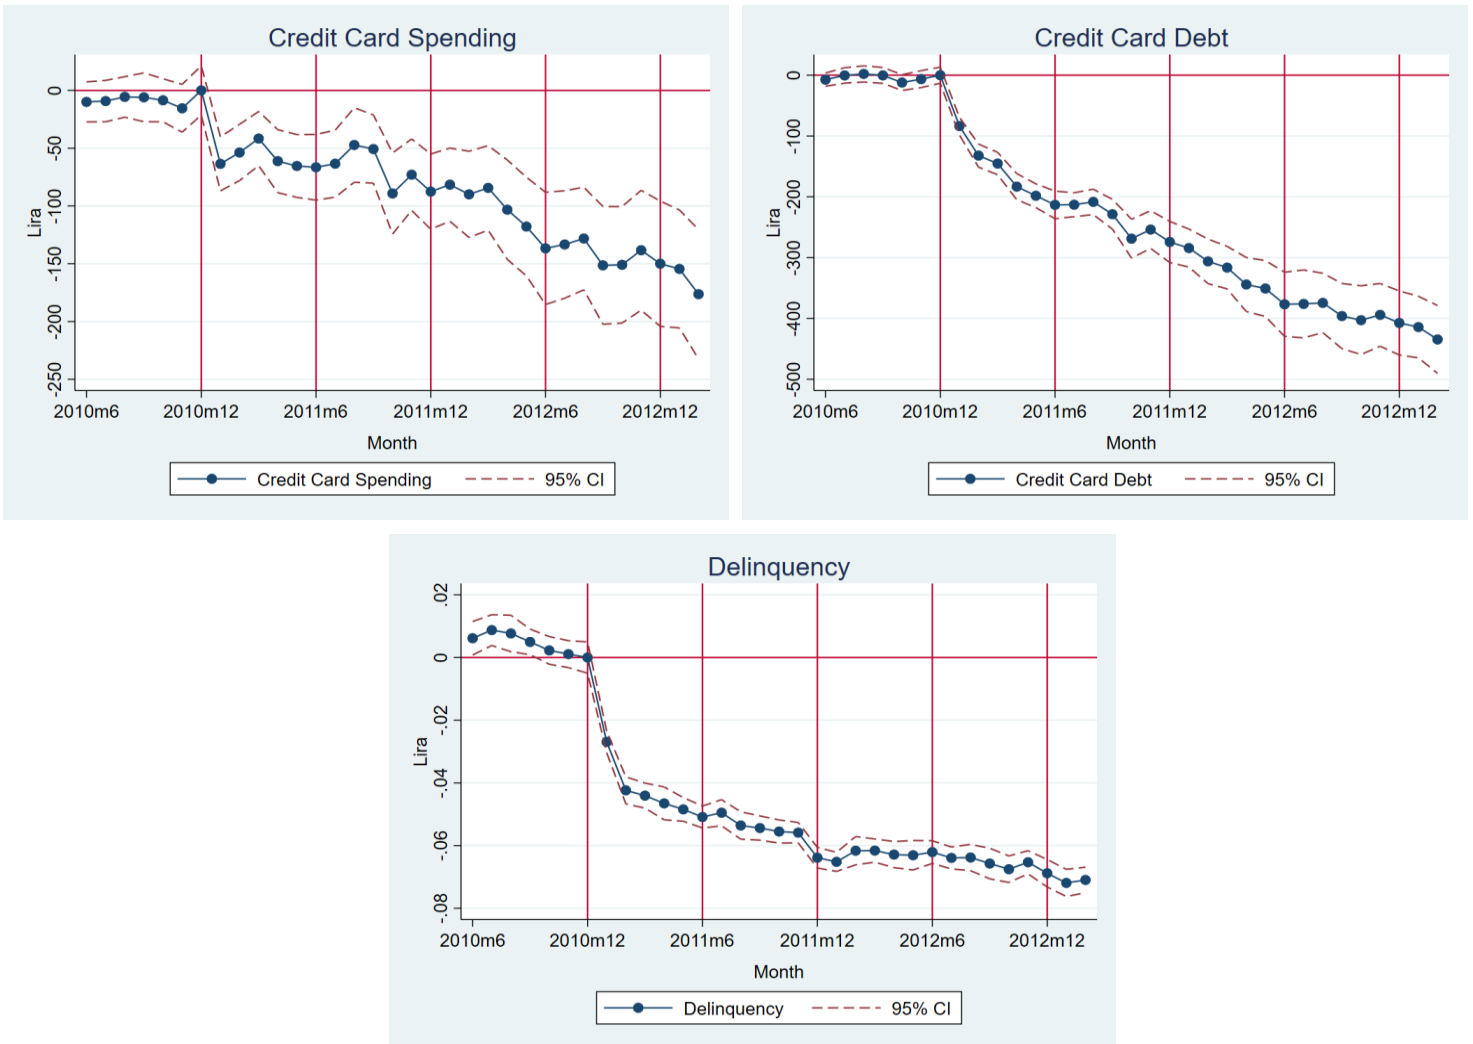 Credit Card Spending
Lira
0
-50
-100
-150
-200
-250
2010m6 2010m12 2011m6 2011m12 2012m6 2012m12
Month
Credit Card Spending 95% CI
Credit Card Debt
Lira
0
-100
-200
-300
-400
-500
2010m6 2010m12 2011m6 2011m12 2012m6 2012m12
Month
Credit Card Debt 95% CI
Delinquency
Lira
.02
0
-.02
-.04
-.06
-.08
2010m6 2010m12 2011m6 2011m12 2012m6 2012m12
Month
Delinquency 95% CI